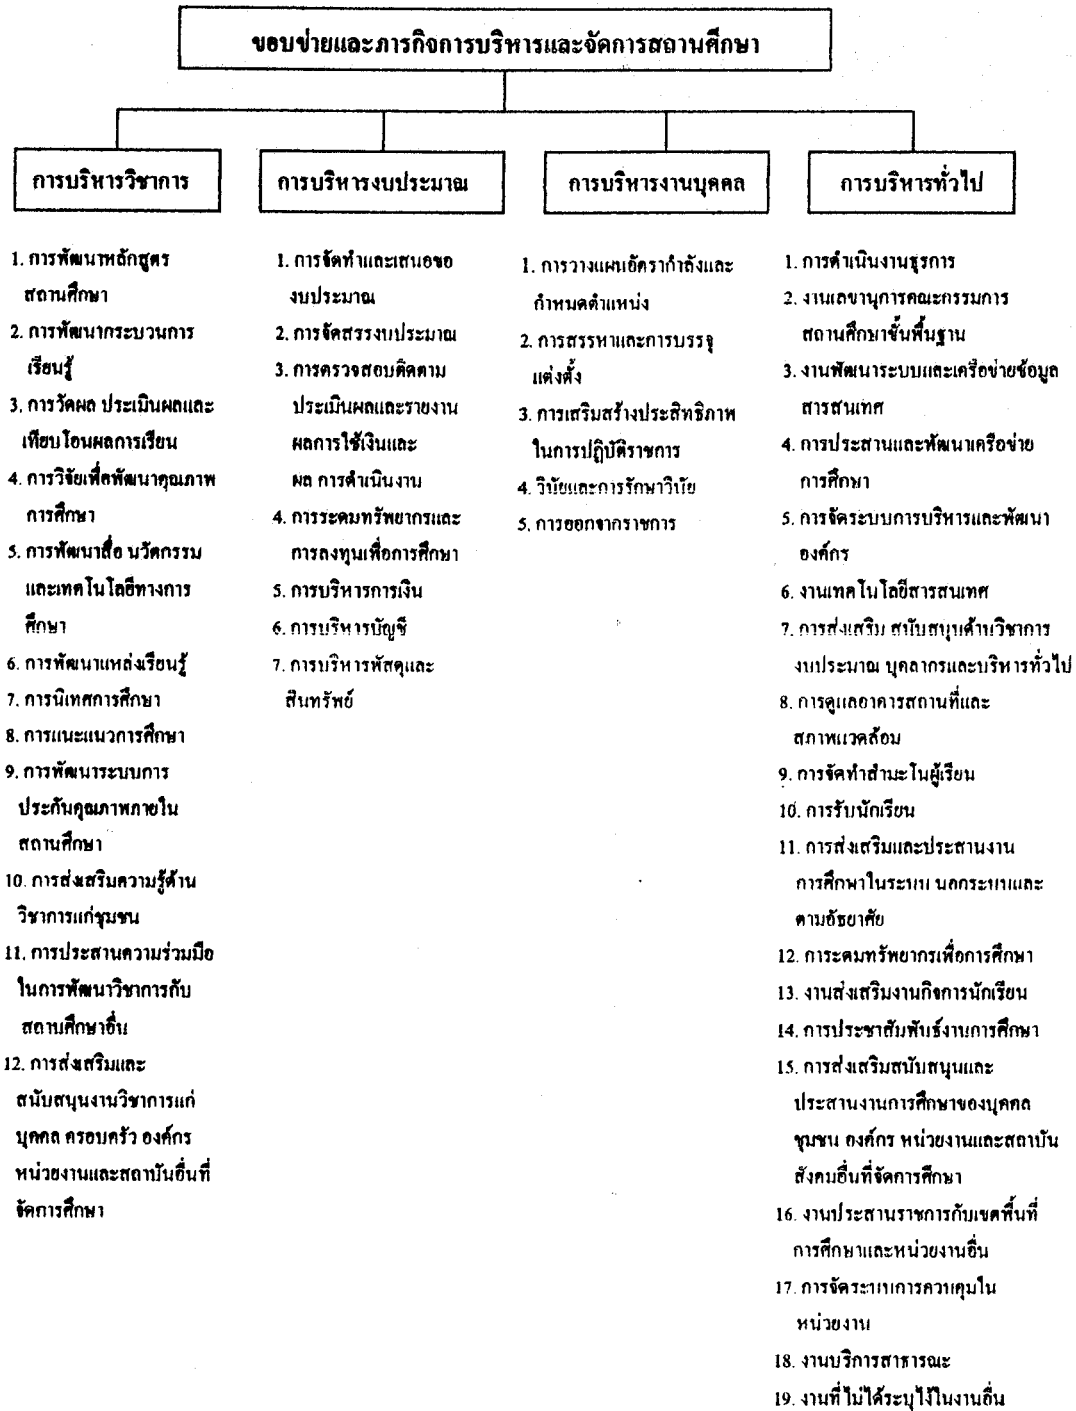 ขอบข่ายและภารกิจการบริหารและจัดการสถานศึกษา
การบริหารวิชาการ
1. การพัฒนาหลักสูตร
สถานศึกษา
2. การพัฒนากระบวนการ
เรียนรู้
3. การวัดผล ประเมินผลและ
เทียบโอนผลการเรียน
4. การวิจัยเพื่อพัฒนาคุณภาพ
การศึกษา
5. การพัฒนาสื่อ นวัตกรรม
และเทคโนโลยีทางการ
ศึกษา
6. การพัฒนาแหล่งเรียนรู้
7. การนิเทศการศึกษา
8. การแนะแนวการศึกษา
9. การพัฒนาระบบการ
ประกันคุณภาพภายใน
สถานศึกษา
10. การส่งเสริมความรู้ด้าน
วิชาการแก่ชุมชน
11. การประสานความร่วมมือ
ในการพัฒนาวิชาการกับ
สถานศึกษาอื่น
12. การส่งเสริมและ
สนับสนุนงานวิชาการแก่
บุคคล ครอบครัว องค์กร
หน่วยงานและสถาบันอื่นที่
จัดการศึกษา
การบริหารงบประมาณ
1. การจัดทำและเสนอขอ
งบประมาณ
2. การจัดสรรงบประมาณ
3. การตรวจสอบติดตาม
ประเมินผลและรายงาน
ผลการใช้เงินและ
ผล การดำเนินงาน
4. การระดมทรัพยากรและ
การลงทุนเพื่อการศึกษา
5. การบริหารการเงิน
6. การบริหารบัญชี
7. การบริหารพัสดุและ
สินทรัพย์
การบริหารงานบุคคล
1. การวางแผนอัตรากำลังและ
กำหนดตำแหน่ง
2. การสรรหาและการบรรจุ
แต่งตั้ง
3. การเสริมสร้างประสิทธิภาพ
ในการปฏิบัติราชการ
4. วินัยและการรักษาวินัย
5. การออกจากราชการ
การบริหารทั่วไป
1. การดำเนินงานธุรการ
2. งานเลขานุการคณะกรรมการ
สถานศึกษาขั้นพื้นฐาน
3. งานพัฒนาระบบและเครือข่ายข้อมูล
สารสนเทศ
4. การประสานและพัฒนาเครือข่าย
การศึกษา
5. การจัดระบบการบริหารและพัฒนา
องค์กร
6. งานเทคโนโลยีสารสนเทศ
7. การส่งเสริม สนับสนุนด้านวิชาการ
งบประมาณ บุคลากรและบริหารทั่วไป
8. การดูแลอาคารสถานที่และ
สภาพแวดล้อม
9. การจัดทำสำมะโนผู้เรียน
10. การรับนักเรียน
11. การส่งเสริมและประสานงาน
การศึกษาในระบบ นอกระบบและ
ตามอัธยาศัย
12. การะดมทรัพยากรเพื่อการศึกษา
13. งานส่งเสริมงานกิจการนักเรียน
14. การประชาสัมพันธ์งานการศึกษา
15. การส่งเสริมสนับสนุนและ
ประสานงานการศึกษาของบุคคล
ชุมชน องค์กร หน่วยงานและสถาบัน
สังคมอื่นที่จัดการศึกษา
16. งานประสานราชการกับเขตพื้นที่
การศึกษาและหน่วยงานอื่น
17. การจัดระบบการควบคุมใน
หน่วยงาน
18. งานบริการสาธารณะ
19. งานที่ไม่ได้ระบุไว้ในงานอื่น